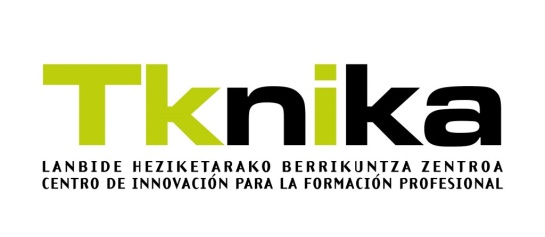 Tknika
LANBIDE HEZIKETARAKO BERRIKUNTZA ZENTROA
CENTRO DE INNOVACIÓN PARA LA FORMACIÓN PROFESIONAL